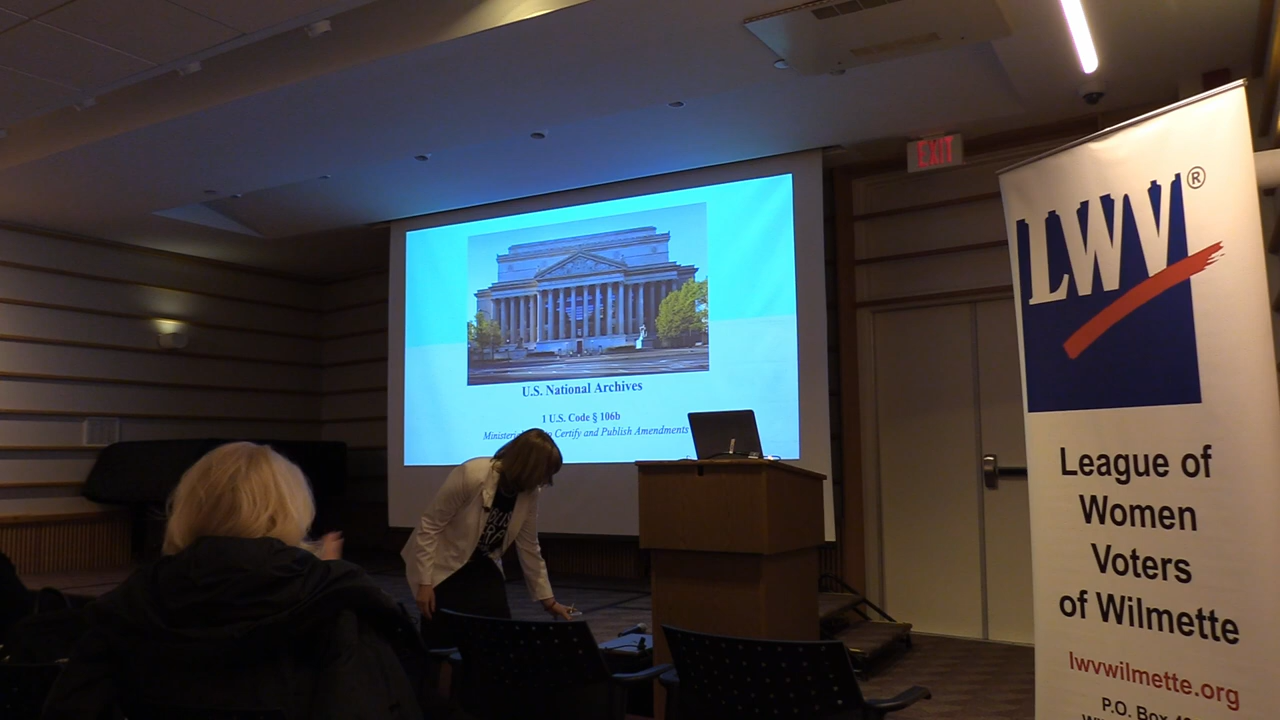 EXIT
U.S. National Archives
1 U.S. Code § 106b
to Certify and Publish Amendments
LWV®
League of
Women
Voters
of Wilmette
lwvwilmette.org
P.O. Box